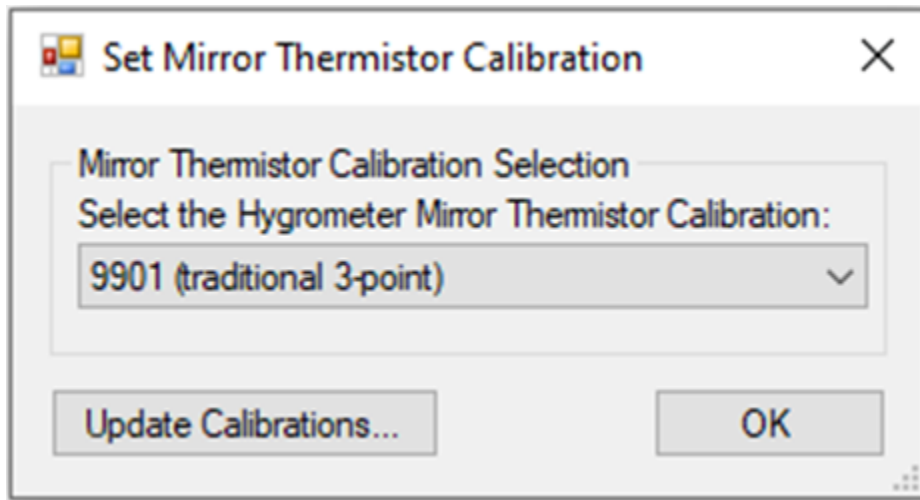 Set Mirror Thermistor Calibration
Mirror Thermistor Calibration Selection
Select the Hygrometer Mirror Thermistor Calibration:
9901 (traditional 3-point)
Update Calibrations...
OK